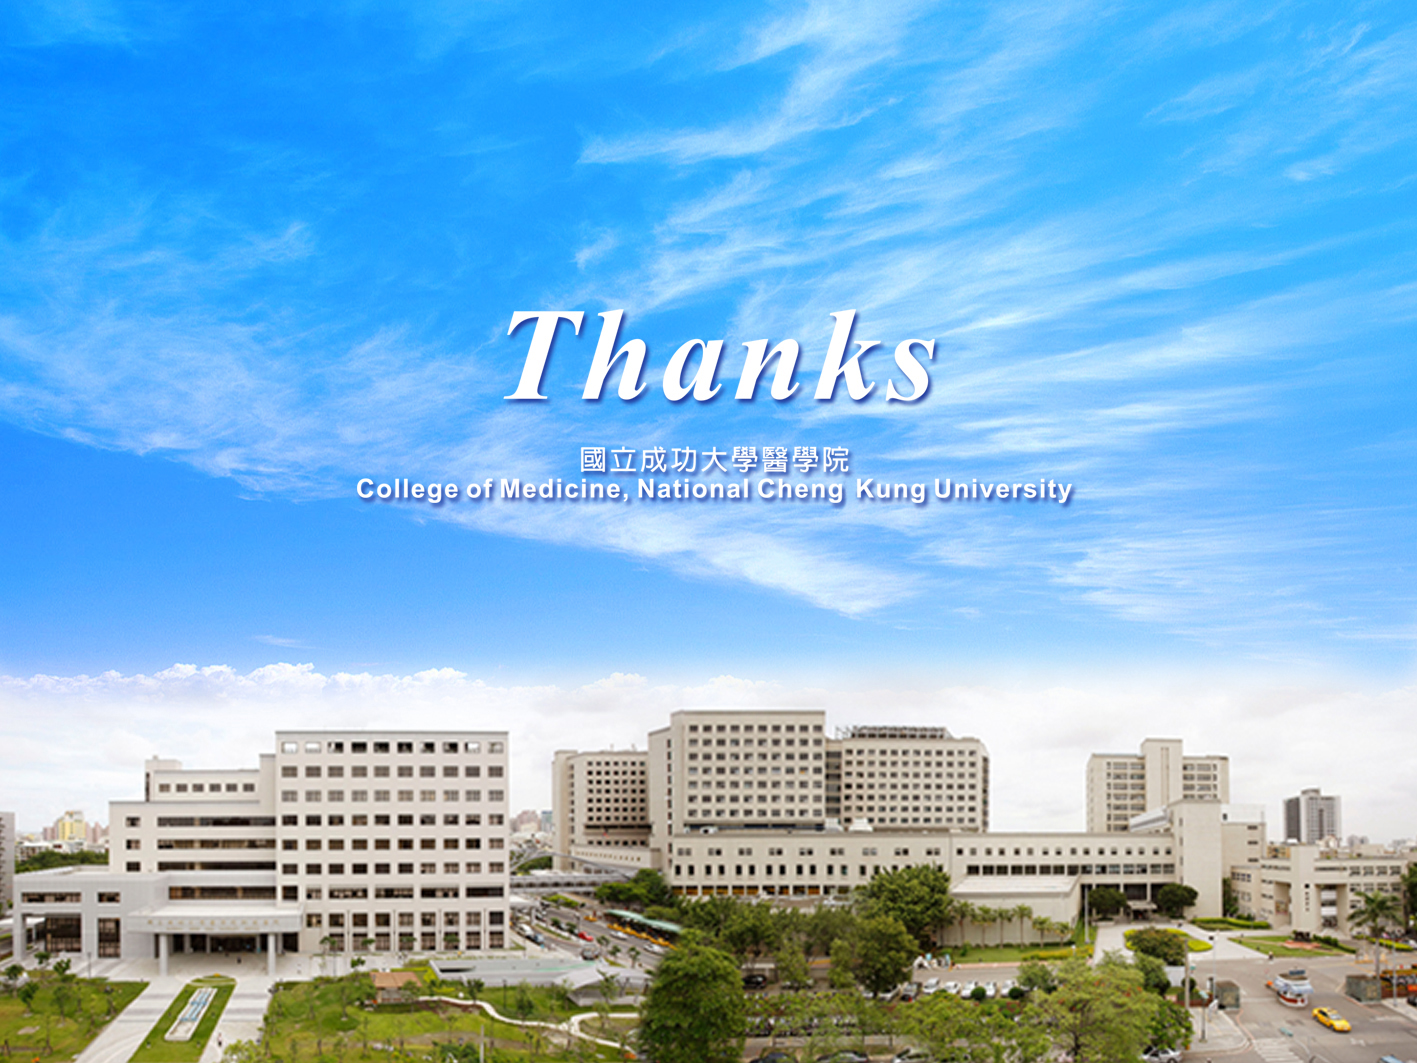 Thanks
國立成功大學醫學院
College of Medicine, National Cheng Kung University